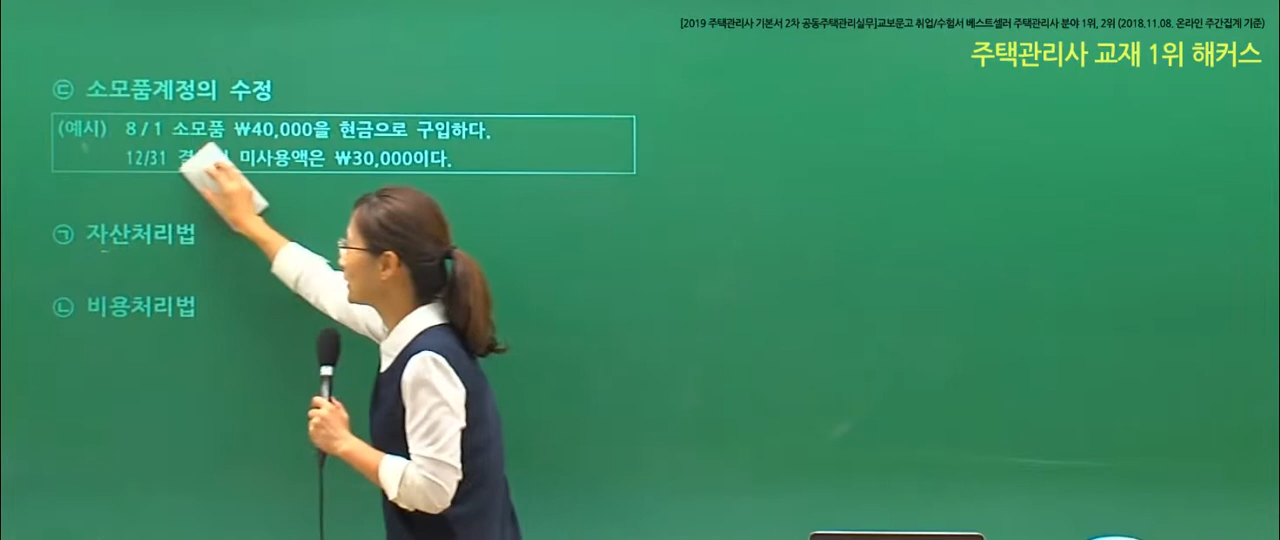 [2019 주택관리사 기본서 2차 공동주택관리실무]교보문고 취업/수험서 베스트셀러 주택관리사 분야 1위, 2위 (2018.11.08. 온라인 주간집계 기준)
주택관리사 교재 1위 해커스
㉢ 소모품계정의 수정
(예시) 8/1 소모품 ₩40,000을 현금으로 구입하다.
12/31 미사용액은 ₩30,000이다.
㉠ 자산처리법
㉡ 비용처리법